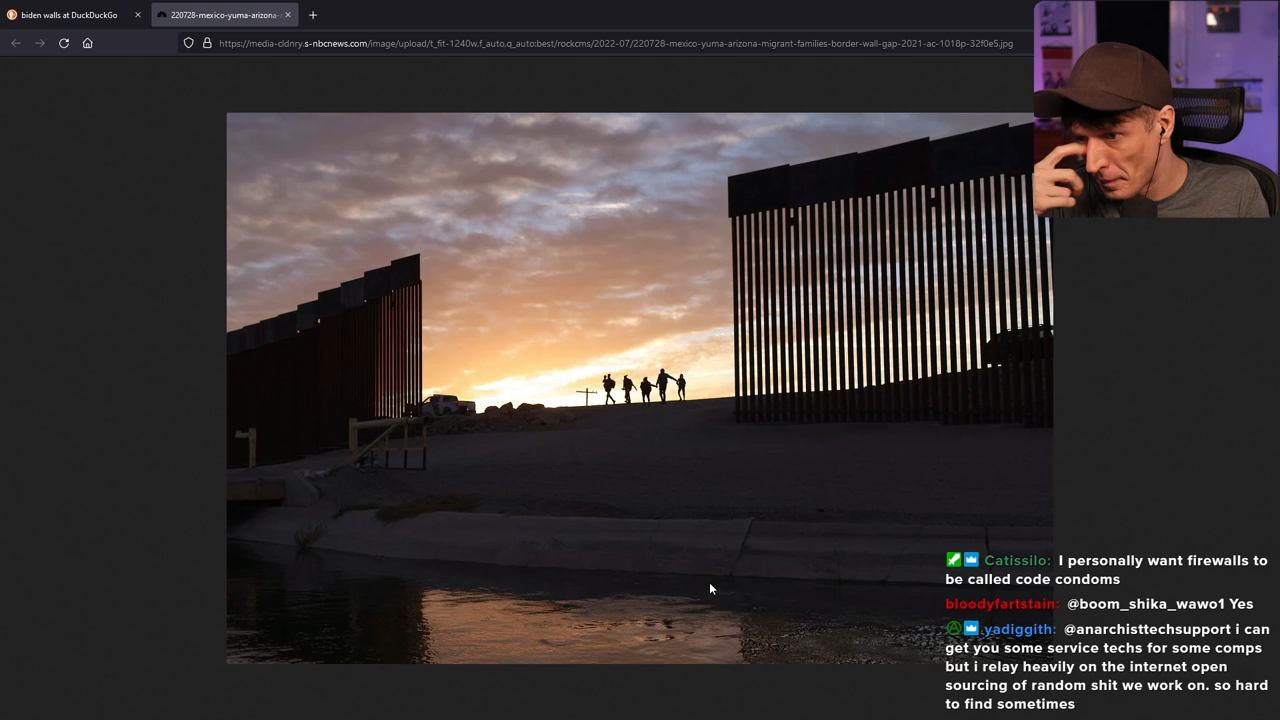 biden walls at DuckDuckGo
220728-mexico-yuma-arizona-
https://media-cldnry.s-nbcnews.com/image/upload/t_fit-1240w,f_auto,q_auto:best/rockcms/2022-07/220728-mexico-yuma-arizona-migrant-families-border-wall-gap-2021-ac-1018p-32f0e5.jpg
Catissilo: I personally want firewalls to
be called code condoms
bloodyfartstain: @boom_shika_wawo1 Yes
yadiggith: @anarchisttechsupport i can
get you some service techs for some comps
but i relay heavily on the internet open
sourcing of random shit we work on. so hard
to find sometimes